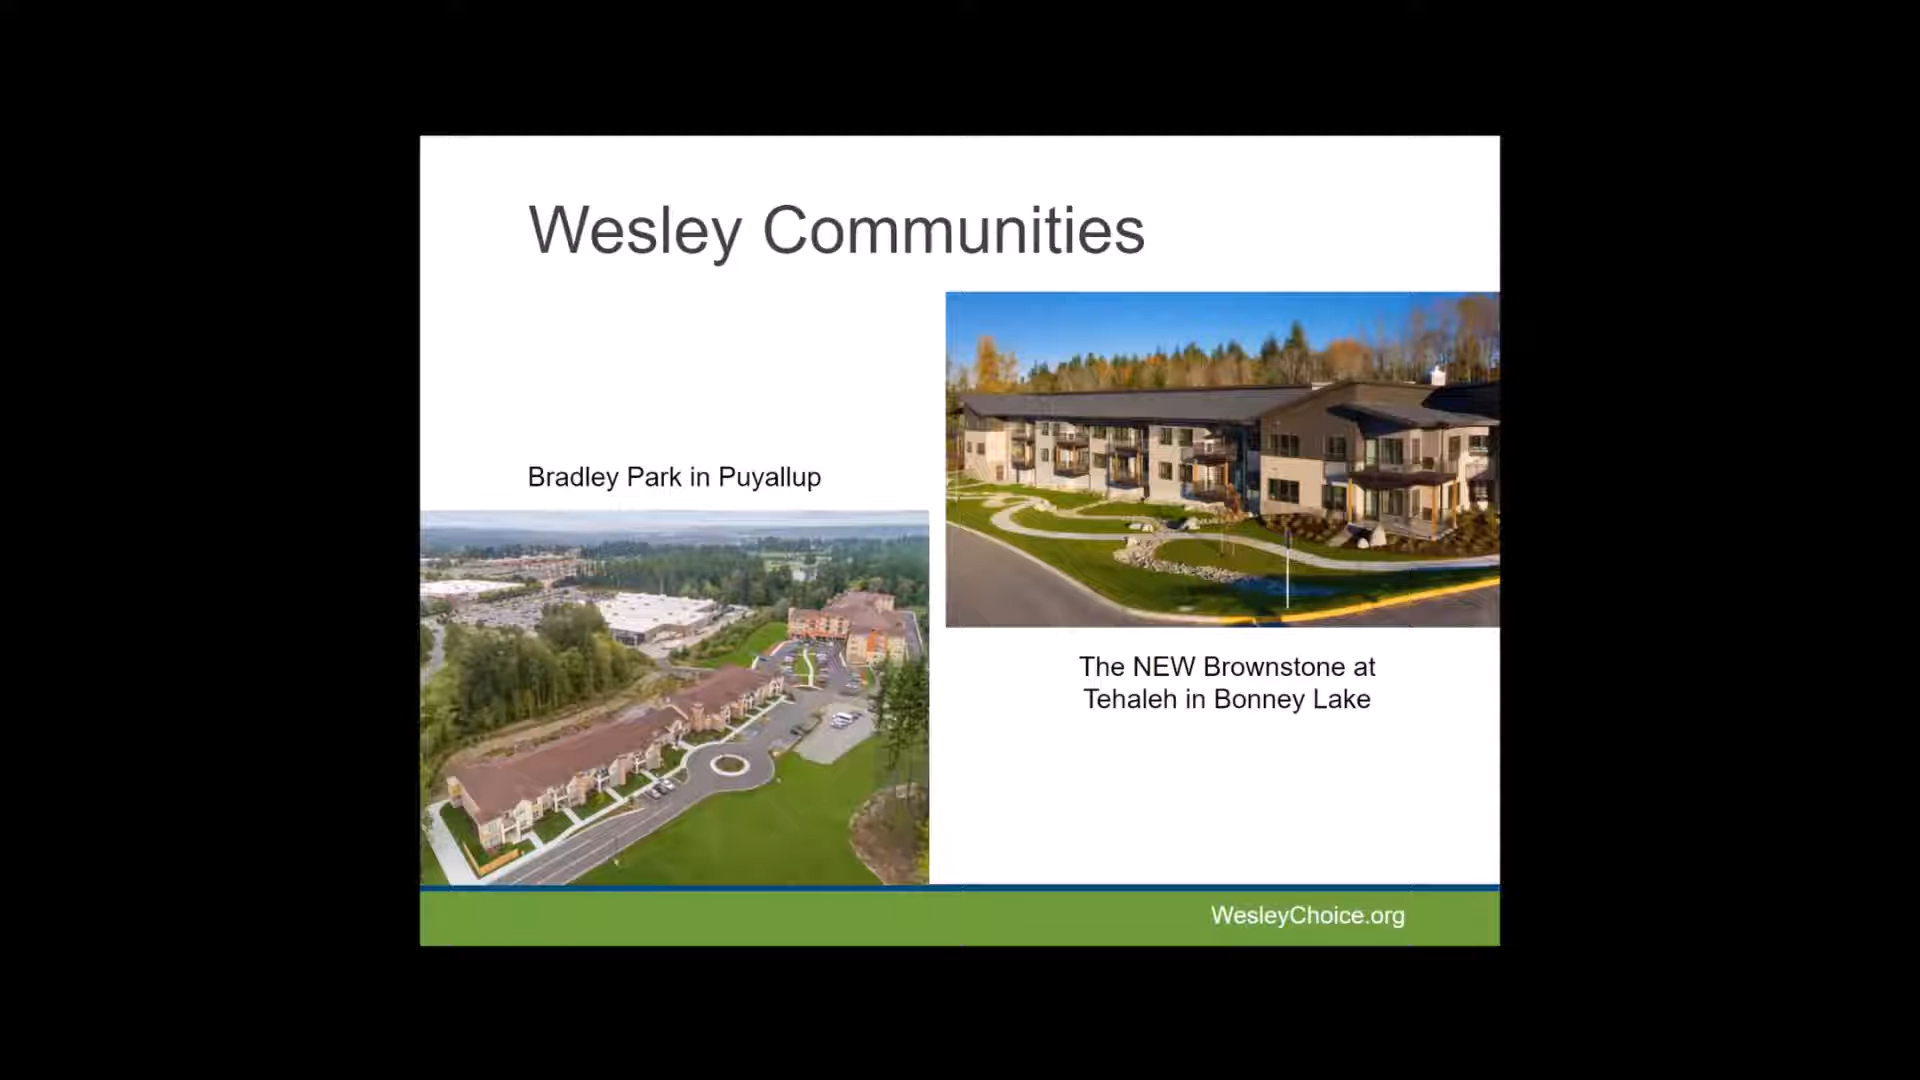 Wesley Communities
Bradley Park in Puyallup
The NEW Brownstone at
Tehaleh in Bonney Lake
WesleyChoice.org